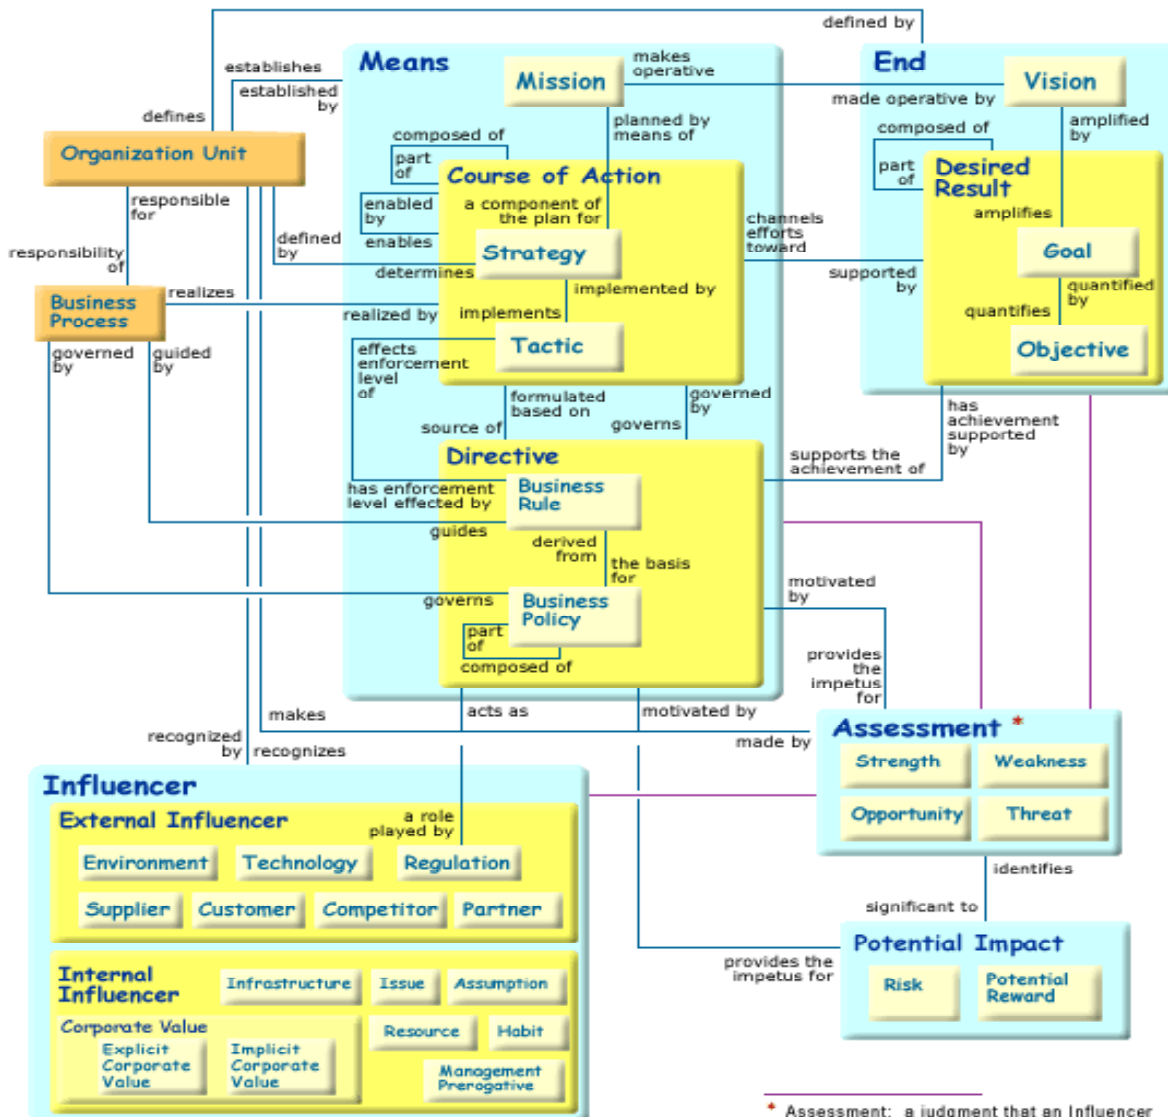 defined by
Means
End
establishes
established
by
makes
operative
Mission
Vision
made operative by
defines
composed of
part
of
planned by
means of
composed of
part
of
amplified
by
Organization Unit
Course of Action
Desired
Result
responsible
for
enabled
by
enables
a component of
the plan for
channels
efforts
toward
amplifies
defined
by
Strategy
Goal
responsibility
of
determines
supported
by
Business
Process
realizes
realized by
implemented by
implements
quantified
by
quantifies
governed
by
guided
by
effects
enforcement
level
of
Tactic
Objective
formulated
based on
source of
governed
by
governs
has
achievement
supported
by
Directive
supports the
achievement of
has enforcement
level effected by
Business
Rule
guides
derived
from
the basis
for
motivated
by
governs
Business
Policy
part
of
composed of
provides
the
impetus
for
makes
acts as
motivated by
recognized
by
recognizes
made by
Assessment *
Strength
Weakness
Opportunity
Threat
Influencer
External Influencer
a role
played by
Environment
Technology
Regulation
identifies
Supplier
Customer
Competitor
Partner
significant to
Potential Impact
provides the
impetus for
Risk
Potential
Reward
Internal
Influencer
Infrastructure
Issue
Assumption
Corporate Value
Resource
Habit
Explicit
Corporate
Value
Implicit
Corporate
Value
Management
Prerogative
* Assessment: a judgment that an Influencer